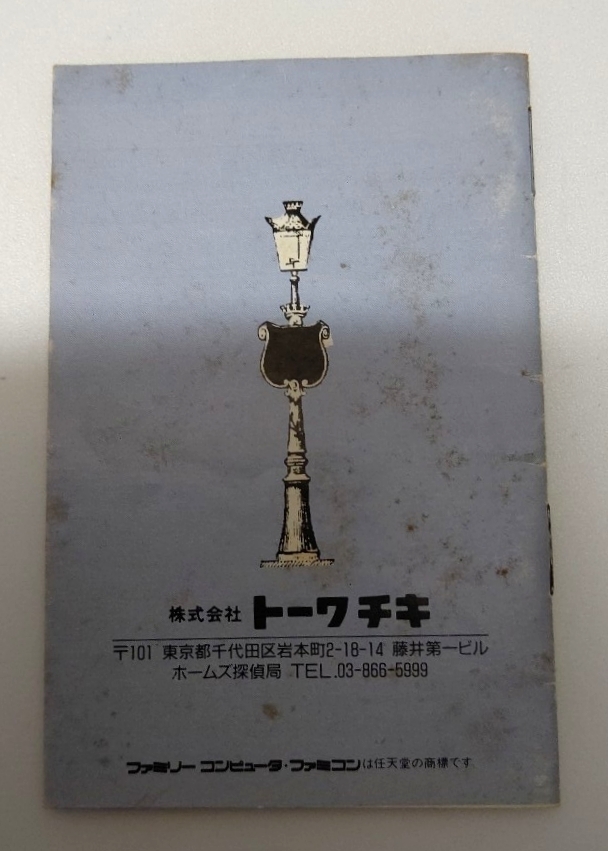 株式会社 トーワチキ
〒101 東京都千代田区岩本町2-18-14 藤井第一ビル
ホームズ探偵局 TEL.03-866-5999
ファミリー コンピュータ・ファミコンは任天堂の商標です.